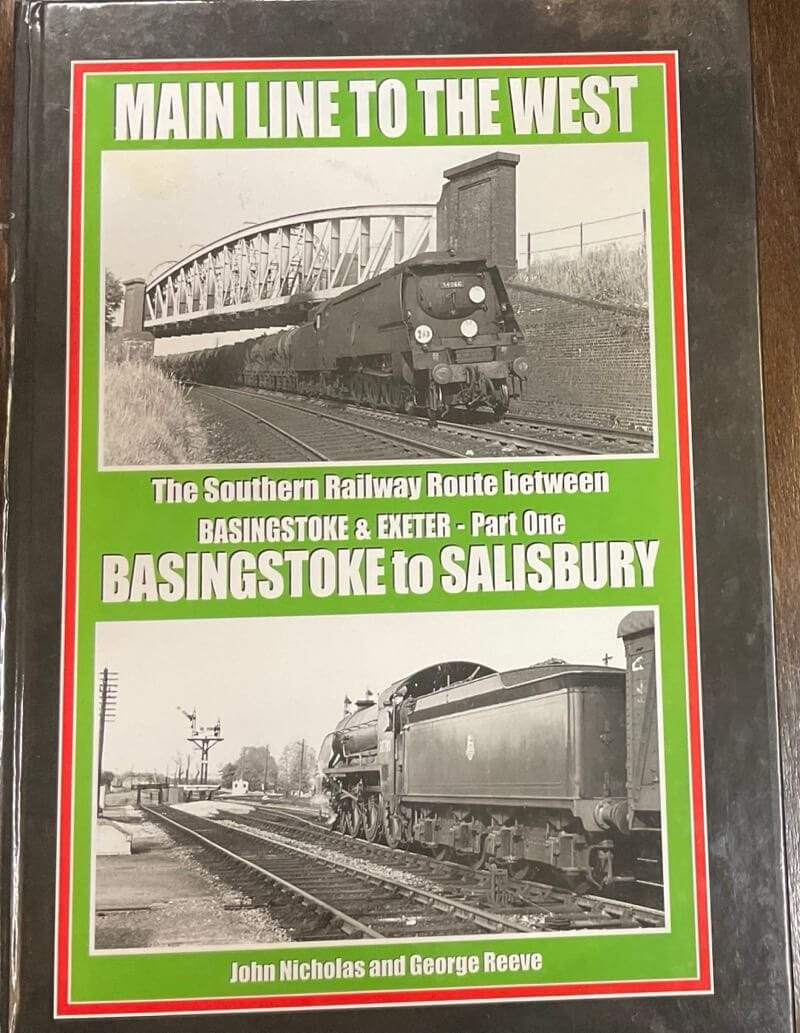 MAIN LINE TO THE WEST
The Southern Railway Route between
BASINGSTOKE & EXETER - Part One
BASINGSTOKE to SALISBURY
John Nicholas and George Reeve